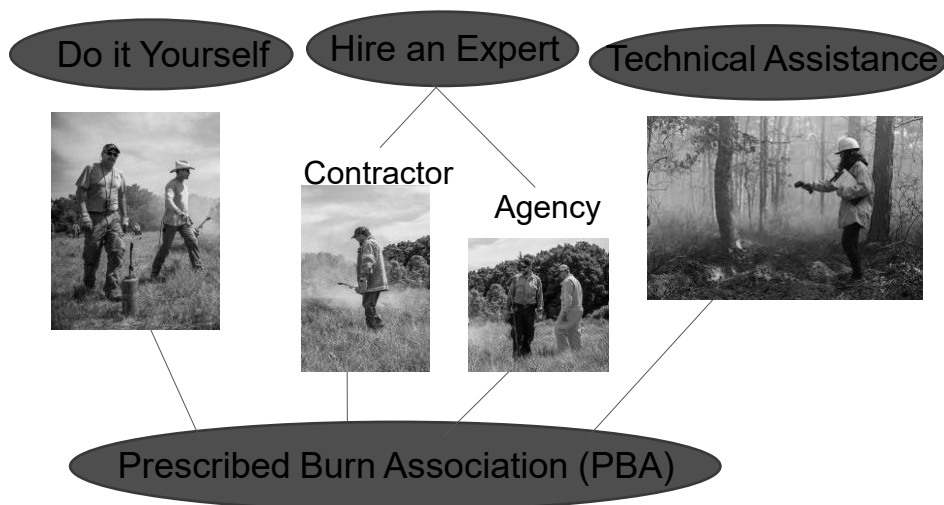 Do it Yourself
Hire an Expert
Technical Assistance
Contractor
Agency
Prescribed Burn Association (PBA)